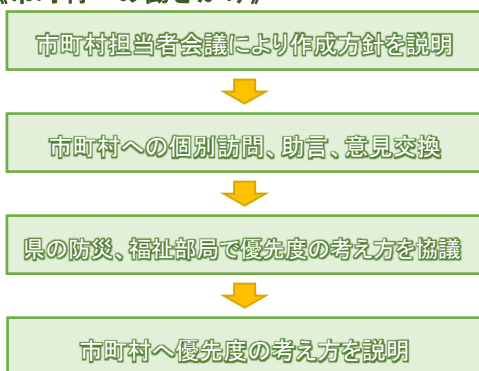 市町村担当者会議により作成方針を説明
市町村への個別訪問、助言、意見交換
県の防災、福祉部局で優先度の考え方を協議
市町村へ優先度の考え方を説明